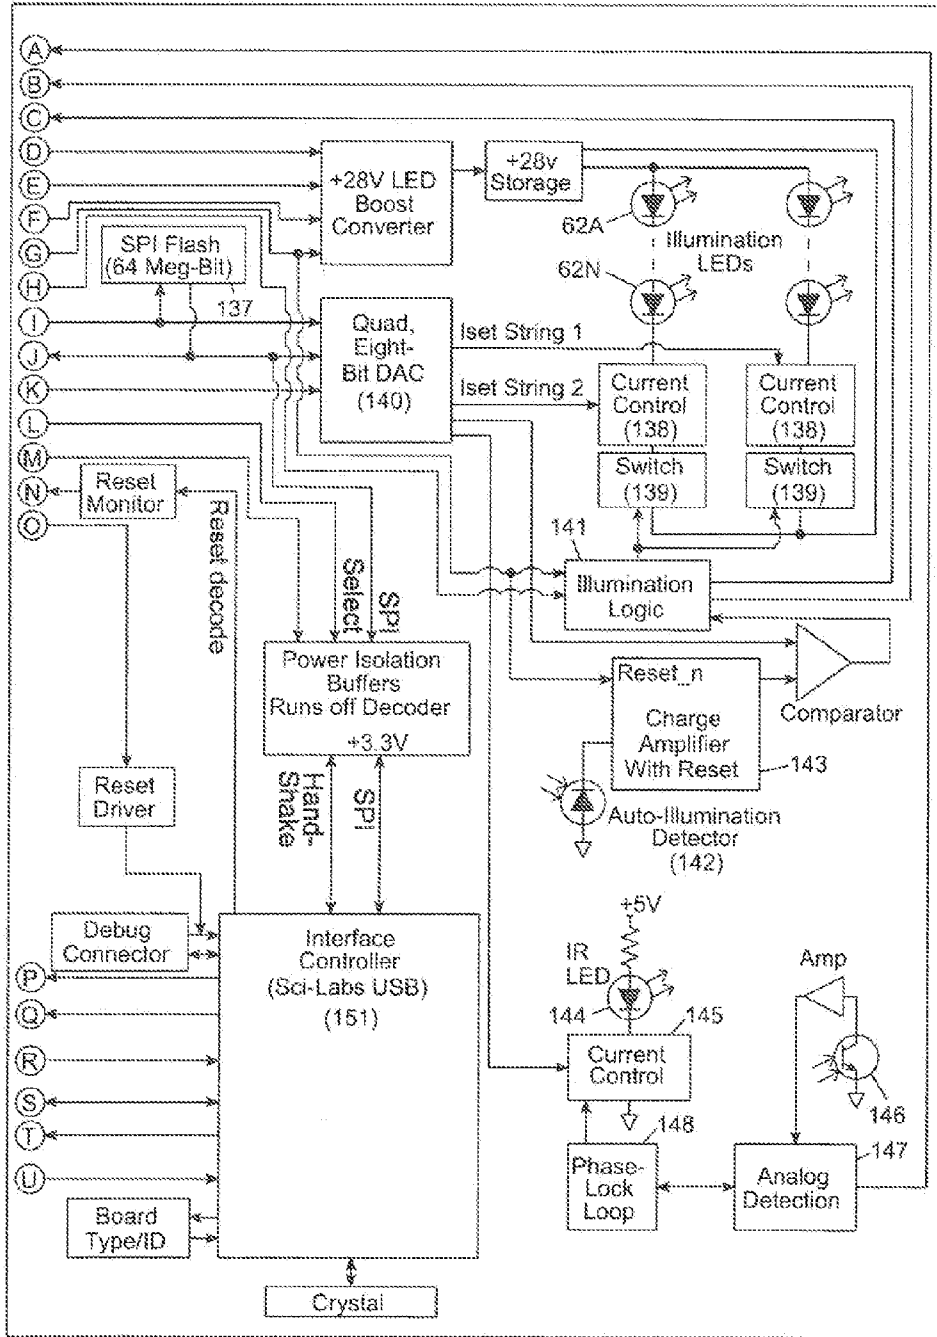 A
B
C
D
E
F
G
H
I
J
K
L
M
N
O
P
Q
R
S
T
U
+28V LED
Boost
Converter
+28v
Storage
62A
62N
Illumination
LEDs
SPI Flash
(64 Meg-Bit)
137
Quad,
Eight-
Bit DAC
(140)
Iset String 1
Iset String 2
Current
Control
(138)
Current
Control
(138)
Switch
(139)
Switch
(139)
Reset
Monitor
Reset decode
141
Illumination
Logic
Select
SPI
Power Isolation
Buffers
Runs off Decoder
+3.3V
Reset_n
Charge
Amplifier
With Reset
Comparator
143
Reset
Driver
Hand-
Shake
SPI
Auto-Illumination
Detector
(142)
Debug
Connector
Interface
Controller
(Sci-Labs USB)
(151)
+5V
IR
LED
144
145
Amp
Current
Control
146
148
147
Phase-
Lock
Loop
Analog
Detection
Board
Type/ID
Crystal